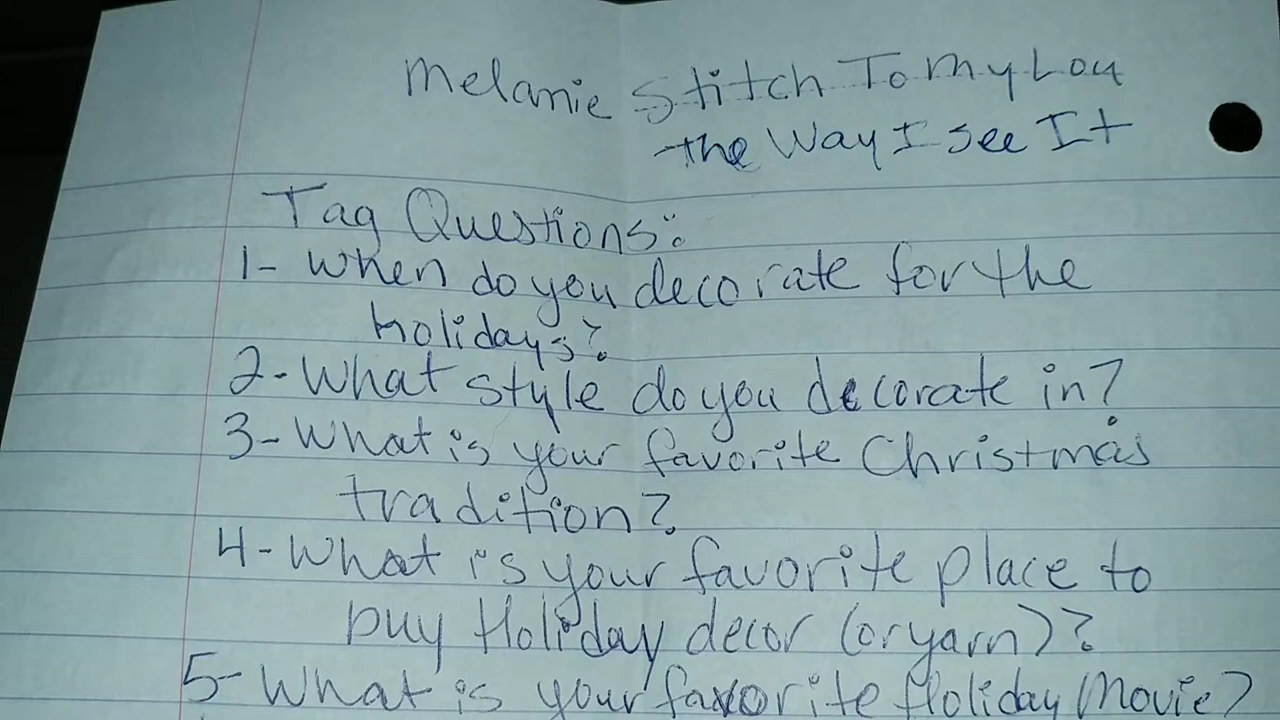 Melanie Stitch To My Lou
the Way I see It
Tag Questions:
1- When do you decorate for the
holidays?
2- What style do you decorate in?
3- What is your favorite Christmas
tradition?
4- What is your favorite place to
buy Holiday decor (or yarn)?
5- What is your favorite Holiday Movie?